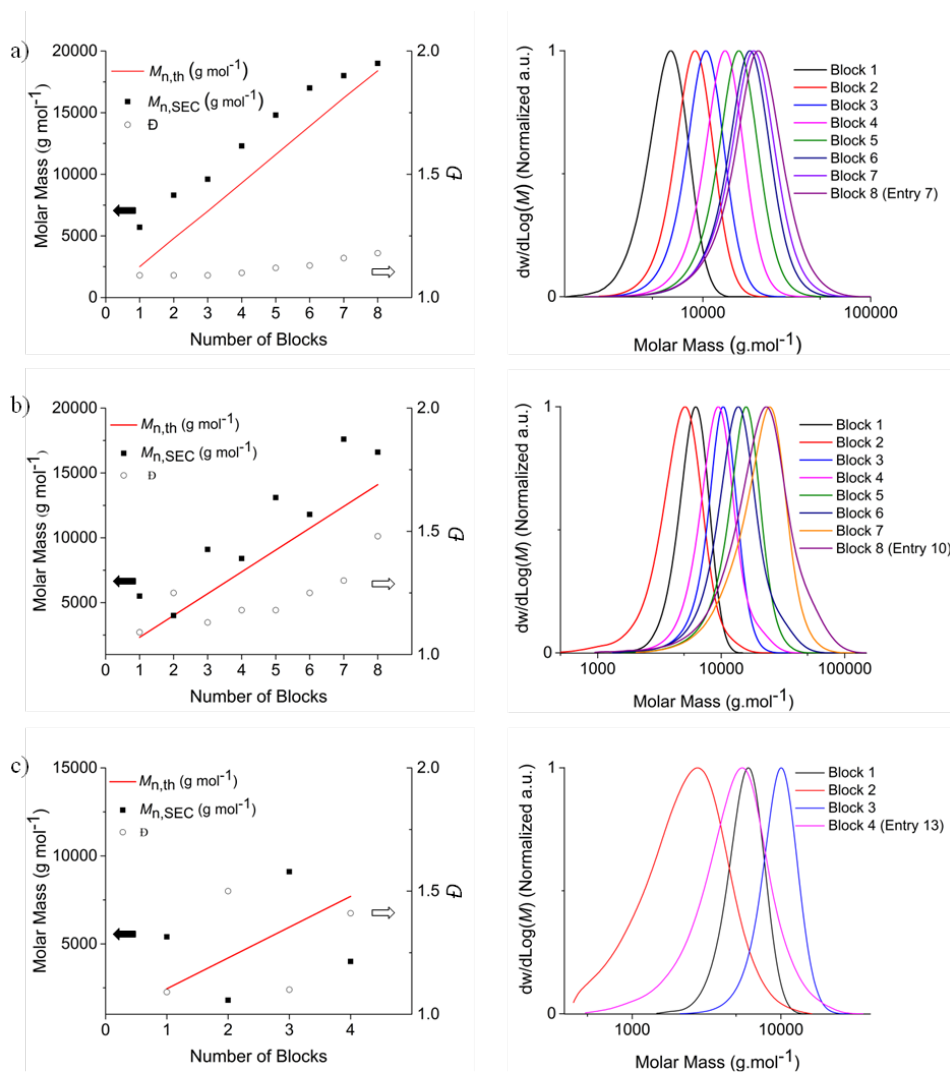 a)
20000
15000
10000
5000
0
Molar Mass (g mol⁻¹)
Mn,th (g mol⁻¹)
Mn,SEC (g mol⁻¹)
Đ
2.0
1.5
1.0
Đ
0 1 2 3 4 5 6 7 8
Number of Blocks
1
0
dw/dLog(M) (Normalized a.u.)
Block 1
Block 2
Block 3
Block 4
Block 5
Block 6
Block 7
Block 8 (Entry 7)
10000 100000
Molar Mass (g.mol⁻¹)
b)
20000
15000
10000
5000
Molar Mass (g mol⁻¹)
Mn,th (g mol⁻¹)
Mn,SEC (g mol⁻¹)
Đ
2.0
1.5
1.0
Đ
0 1 2 3 4 5 6 7 8
Number of Blocks
1
0
dw/dLog(M) (Normalized a.u.)
Block 1
Block 2
Block 3
Block 4
Block 5
Block 6
Block 7
Block 8 (Entry 10)
1000 10000 100000
Molar Mass (g.mol⁻¹)
c)
15000
10000
5000
Molar Mass (g mol⁻¹)
Mn,th (g mol⁻¹)
Mn,SEC (g mol⁻¹)
Đ
2.0
1.5
1.0
Đ
0 1 2 3 4
Number of Blocks
1
0
dw/dLog(M) (Normalized a.u.)
Block 1
Block 2
Block 3
Block 4 (Entry 13)
1000 10000
Molar Mass (g.mol⁻¹)